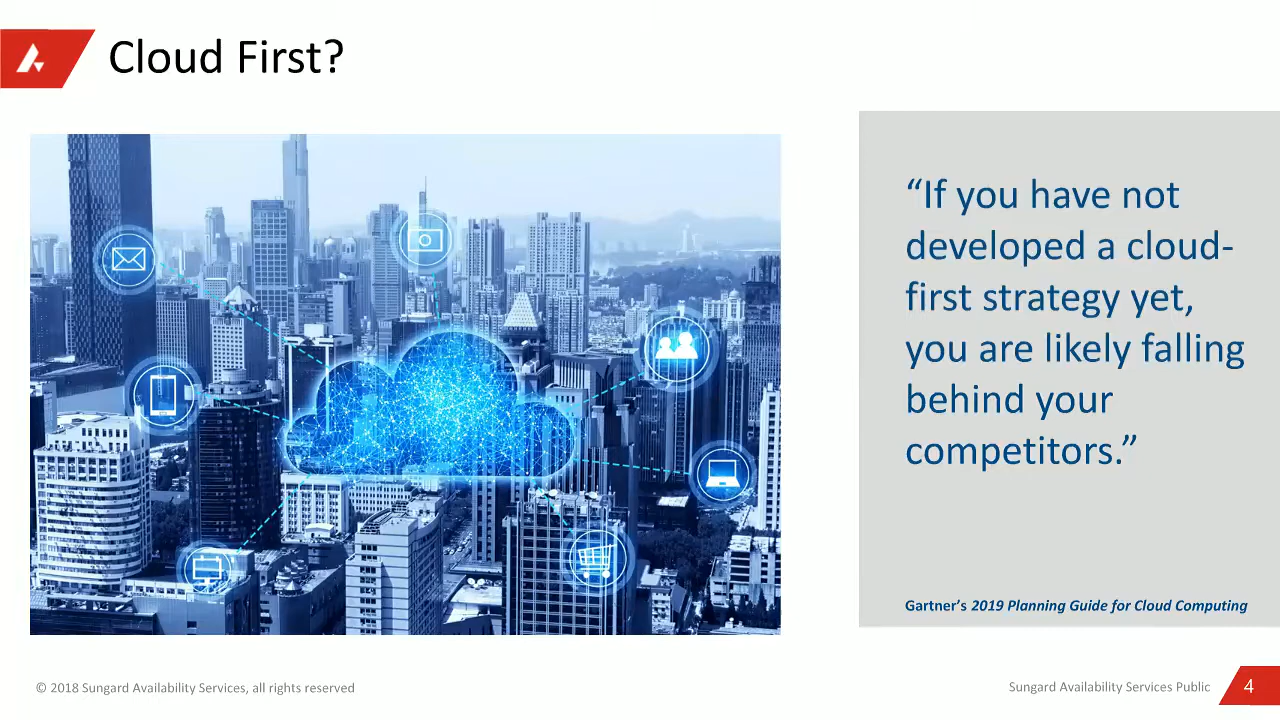 Cloud First?
“If you have not
developed a cloud-
first strategy yet,
you are likely falling
behind your
competitors.”
Gartner’s 2019 Planning Guide for Cloud Computing
© 2018 Sungard Availability Services, all rights reserved
Sungard Availability Services Public
4